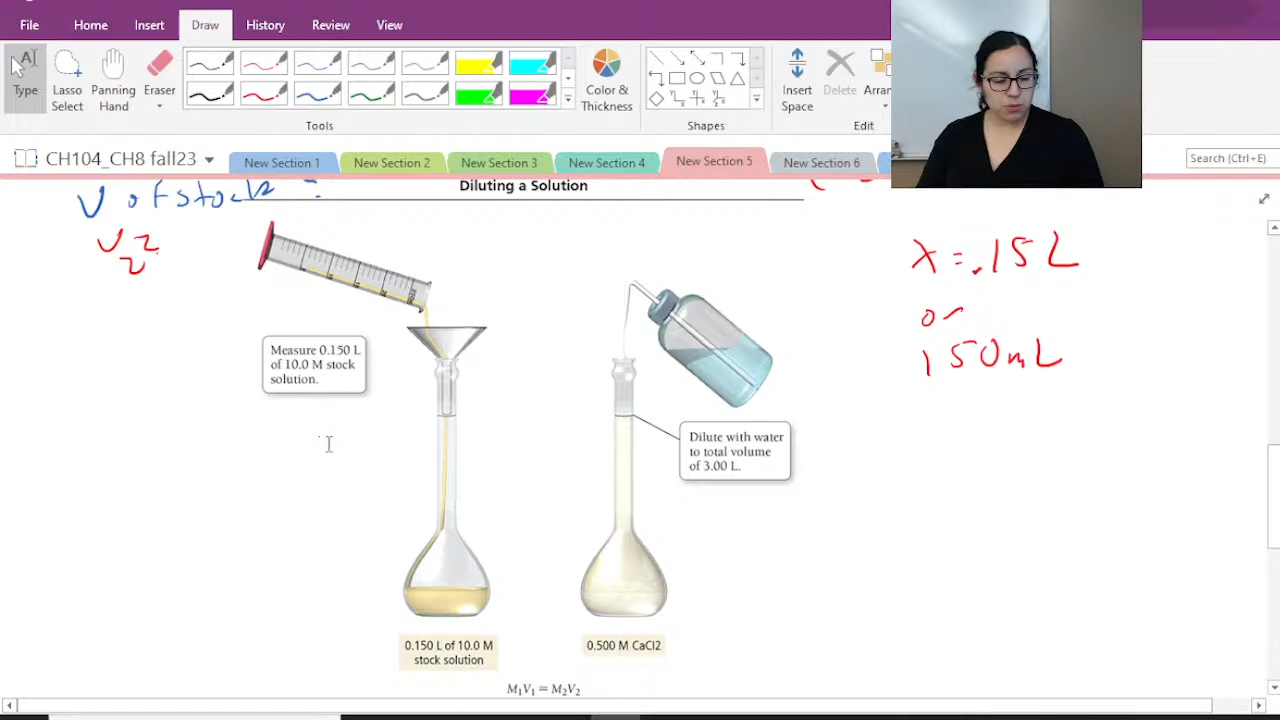 File Home Insert Draw History Review View
Type
Lasso Select
Panning Hand
Eraser
Color & Thickness
Insert Space
Delete
Arran
Tools
Shapes
Edit
CH104_CH8 fall23
New Section 1 New Section 2 New Section 3 New Section 4 New Section 5 New Section 6
Search (Ctrl+E)
V of stock :
Diluting a Solution
x = .15 L
or
150mL
Measure 0.150 L
of 10.0 M stock
solution.
Dilute with water
to total volume
of 3.00 L.
0.150 L of 10.0 M
stock solution
0.500 M CaCl2
M₁V₁ = M₂V₂